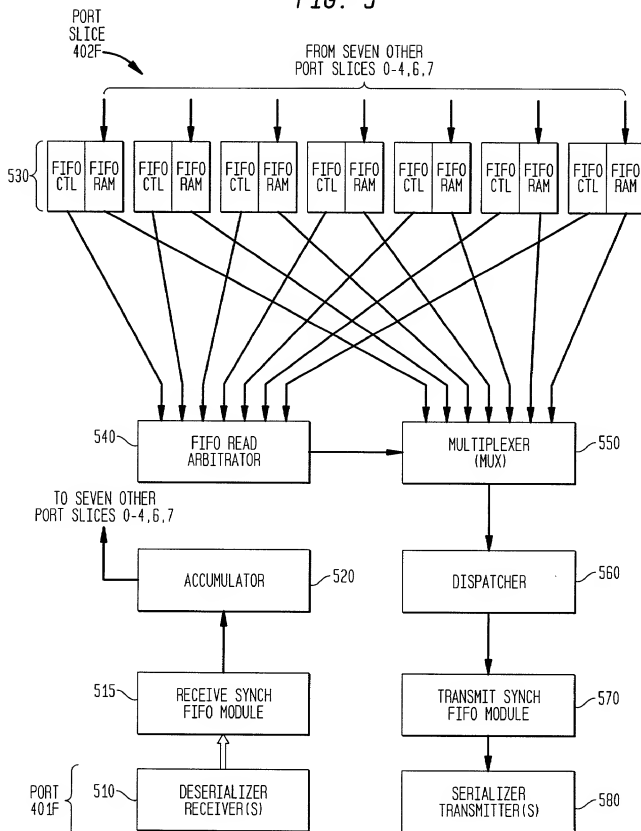 FIG. 5
PORT
SLICE
402F
FROM SEVEN OTHER
PORT SLICES 0-4,6,7
530
FIFO CTL
FIFO RAM
FIFO CTL
FIFO RAM
FIFO CTL
FIFO RAM
FIFO CTL
FIFO RAM
FIFO CTL
FIFO RAM
FIFO CTL
FIFO RAM
FIFO CTL
FIFO RAM
540
FIFO READ
ARBITRATOR
MULTIPLEXER
(MUX)
550
TO SEVEN OTHER
PORT SLICES 0-4,6,7
ACCUMULATOR
520
DISPATCHER
560
515
RECEIVE SYNCH
FIFO MODULE
TRANSMIT SYNCH
FIFO MODULE
570
PORT
401F
510
DESERIALIZER
RECEIVER(S)
SERIALIZER
TRANSMITTER(S)
580